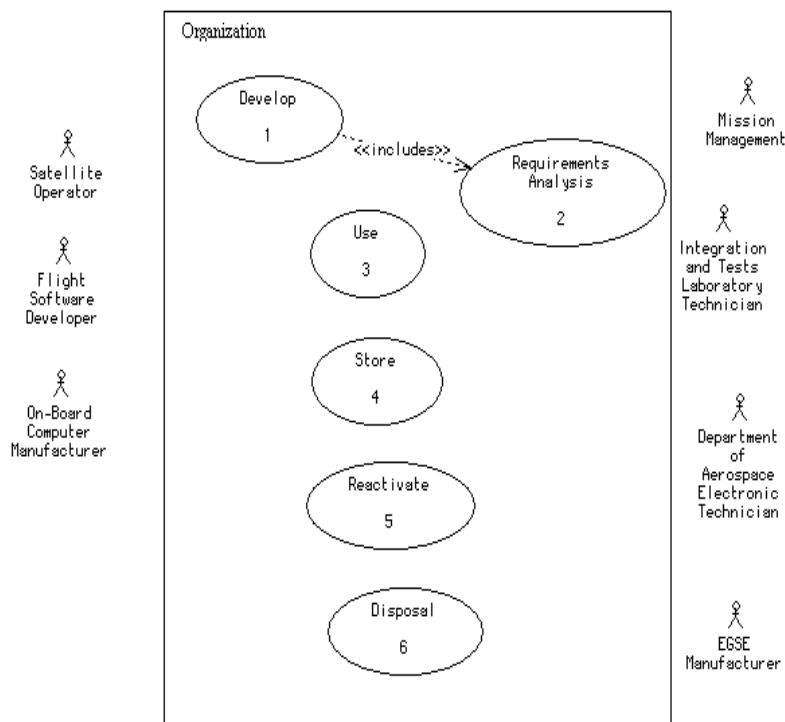 Organization
Develop
1
<<includes>>
Requirements
Analysis
2
Use
3
Store
4
Reactivate
5
Disposal
6
Satellite
Operator
Flight
Software
Developer
On-Board
Computer
Manufacturer
Mission
Management
Integration
and Tests
Laboratory
Technician
Department
of
Aerospace
Electronic
Technician
EGSE
Manufacturer